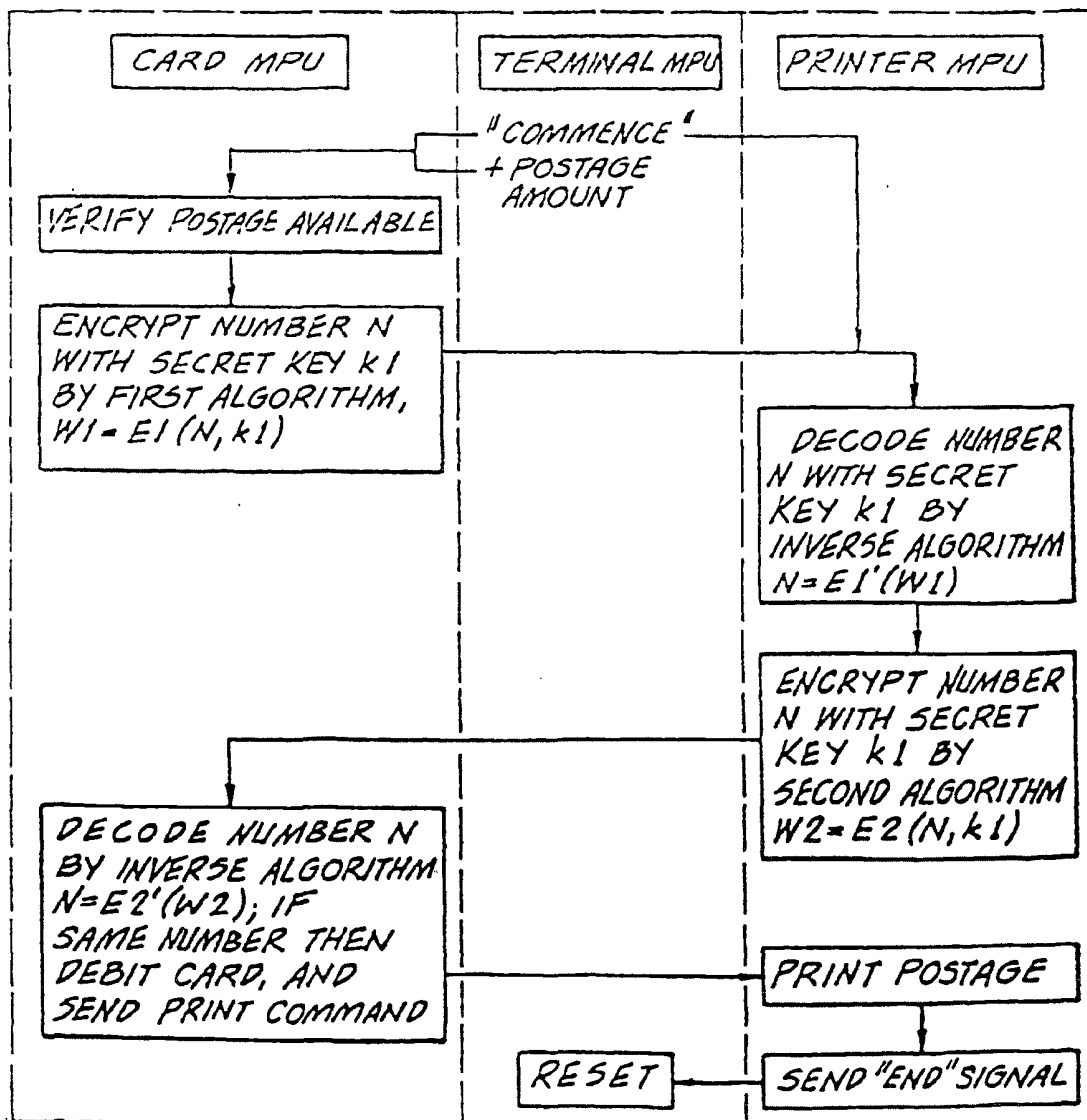 CARD MPU
TERMINAL MPU
PRINTER MPU
"COMMENCE"
+ POSTAGE
AMOUNT
VERIFY POSTAGE AVAILABLE
ENCRYPT NUMBER N
WITH SECRET KEY k1
BY FIRST ALGORITHM,
W1=E1(N,k1)
DECODE NUMBER
N WITH SECRET
KEY k1 BY
INVERSE ALGORITHM
N=E1'(W1)
ENCRYPT NUMBER
N WITH SECRET
KEY k1 BY
SECOND ALGORITHM
W2=E2(N,k1)
DECODE NUMBER N
BY INVERSE ALGORITHM
N=E2'(W2); IF
SAME NUMBER THEN
DEBIT CARD, AND
SEND PRINT COMMAND
PRINT POSTAGE
SEND "END" SIGNAL
RESET